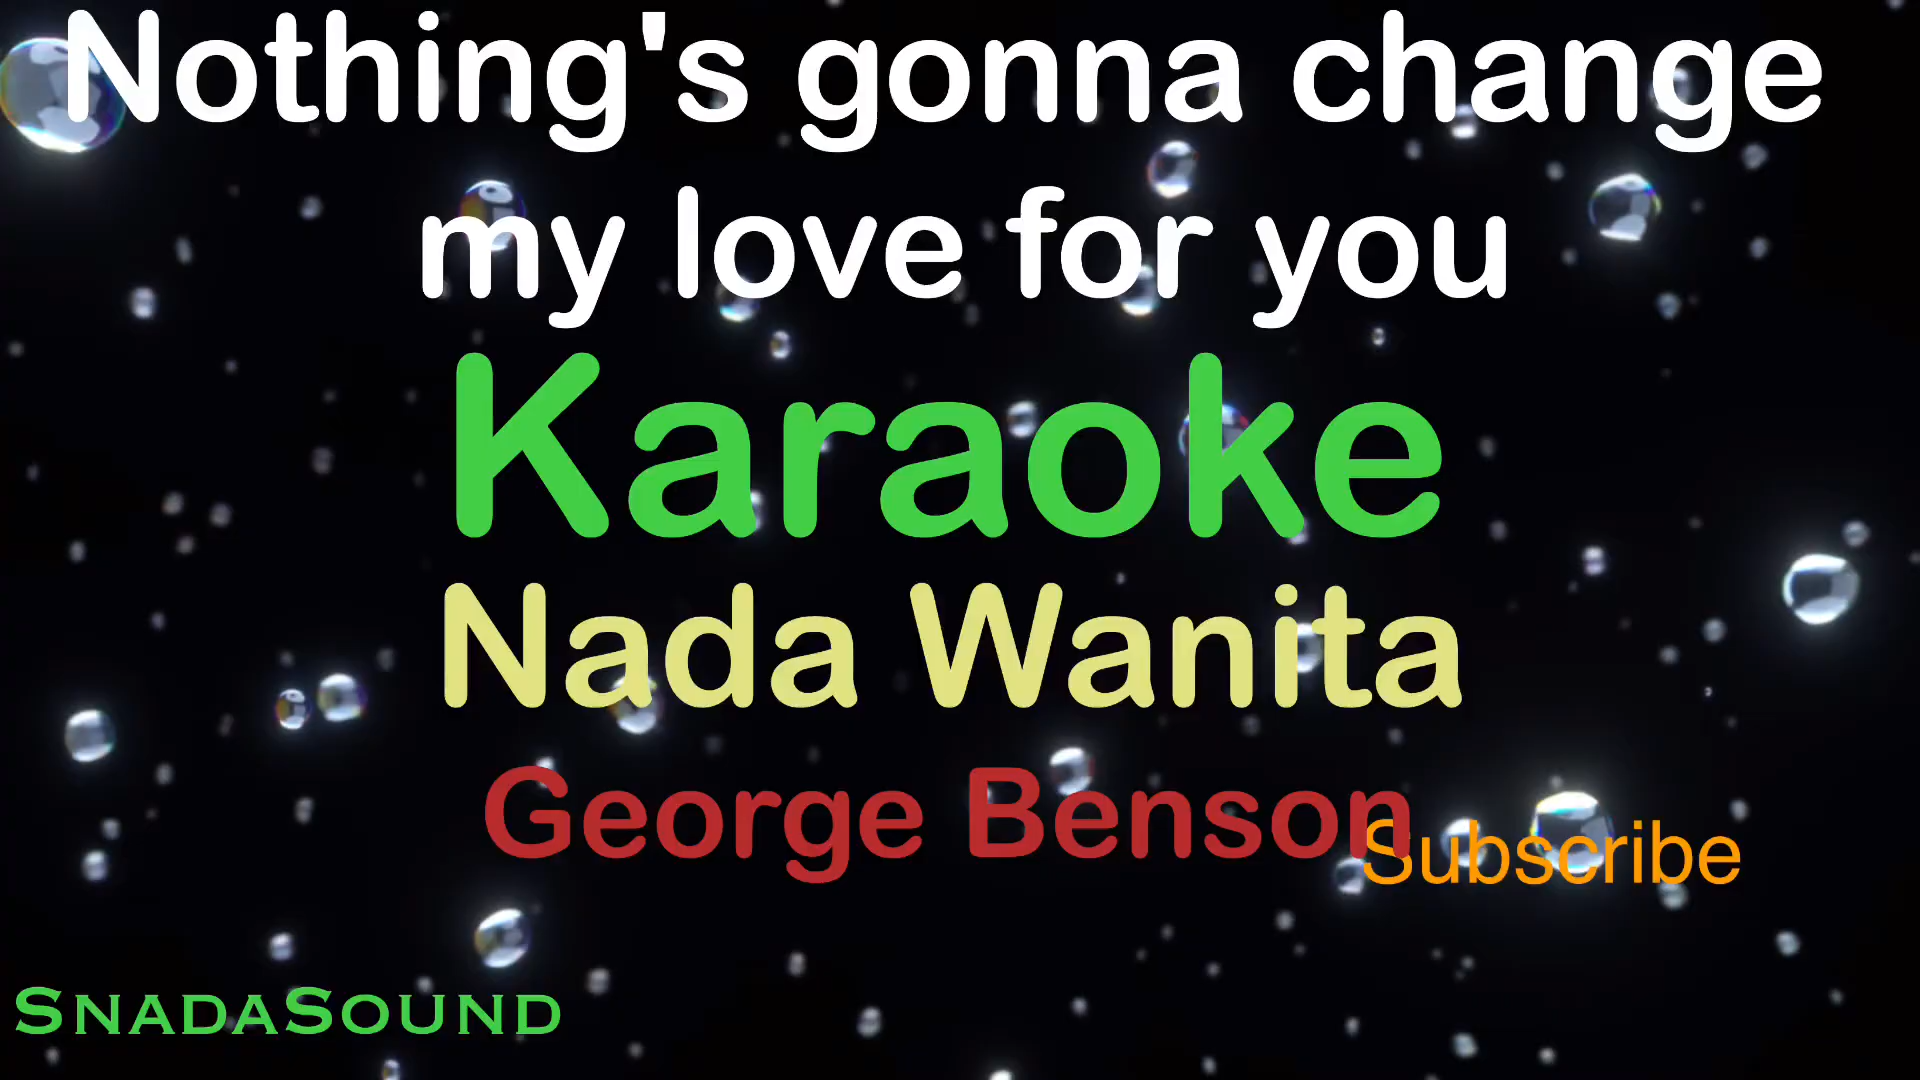 Nothing's gonna change
my love for you
Karaoke
Nada Wanita
George Benson
Subscribe
SnadaSound